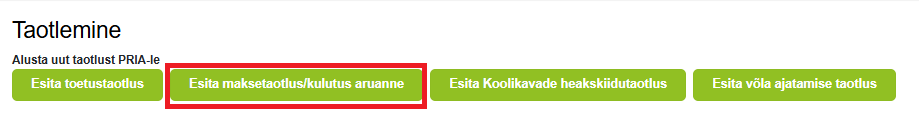 Taotlemine
Alusta uut taotlust PRIA-le
Esita toetustaotlus Esita maksetaotlus/kulutus aruanne Esita Koolikavade heakskiidutaotlus Esita võla ajatamise taotlus